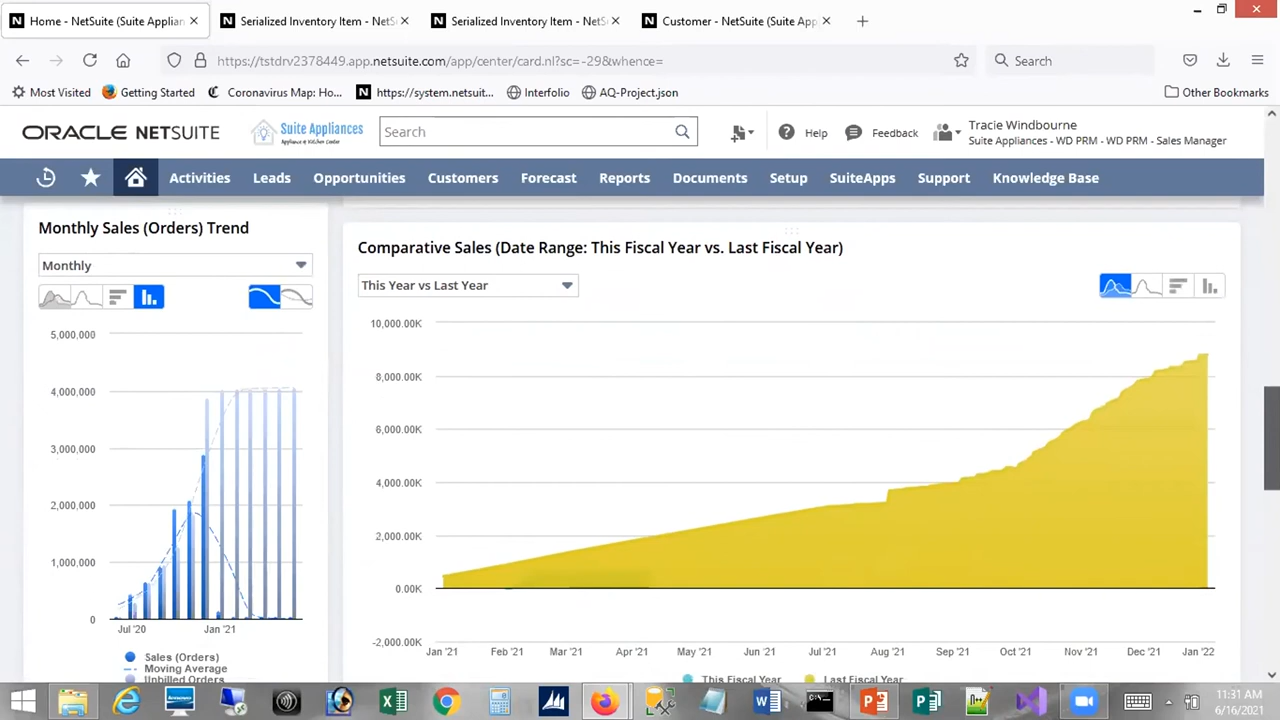 Home - NetSuite (Suite Applian
Serialized Inventory Item - NetS
Serialized Inventory Item - NetS
Customer - NetSuite (Suite App
https://tstdrv2378449.app.netsuite.com/app/center/card.nl?sc=-29&whence=
Search
Most Visited
Getting Started
Coronavirus Map: Ho...
https://system.netsuit...
Interfolio
AQ-Project.json
Other Bookmarks
ORACLE NETSUITE
Suite Appliances
Appliance & Kitchen Center
Search
Help
Feedback
Tracie Windbourne
Suite Appliances - WD PRM - WD PRM - Sales Manager
Activities
Leads
Opportunities
Customers
Forecast
Reports
Documents
Setup
SuiteApps
Support
Knowledge Base
Monthly Sales (Orders) Trend
Monthly
5,000,000
4,000,000
3,000,000
2,000,000
1,000,000
0
Jul '20
Jan '21
Sales (Orders)
Moving Average
Unbilled Orders
Comparative Sales (Date Range: This Fiscal Year vs. Last Fiscal Year)
This Year vs Last Year
10,000.00K
8,000.00K
6,000.00K
4,000.00K
2,000.00K
0.00K
-2,000.00K
Jan '21
Feb '21
Mar '21
Apr '21
May '21
Jun '21
Jul '21
Aug '21
Sep '21
Oct '21
Nov '21
Dec '21
Jan '22
This Fiscal Year
Last Fiscal Year
11:31 AM
6/16/2021